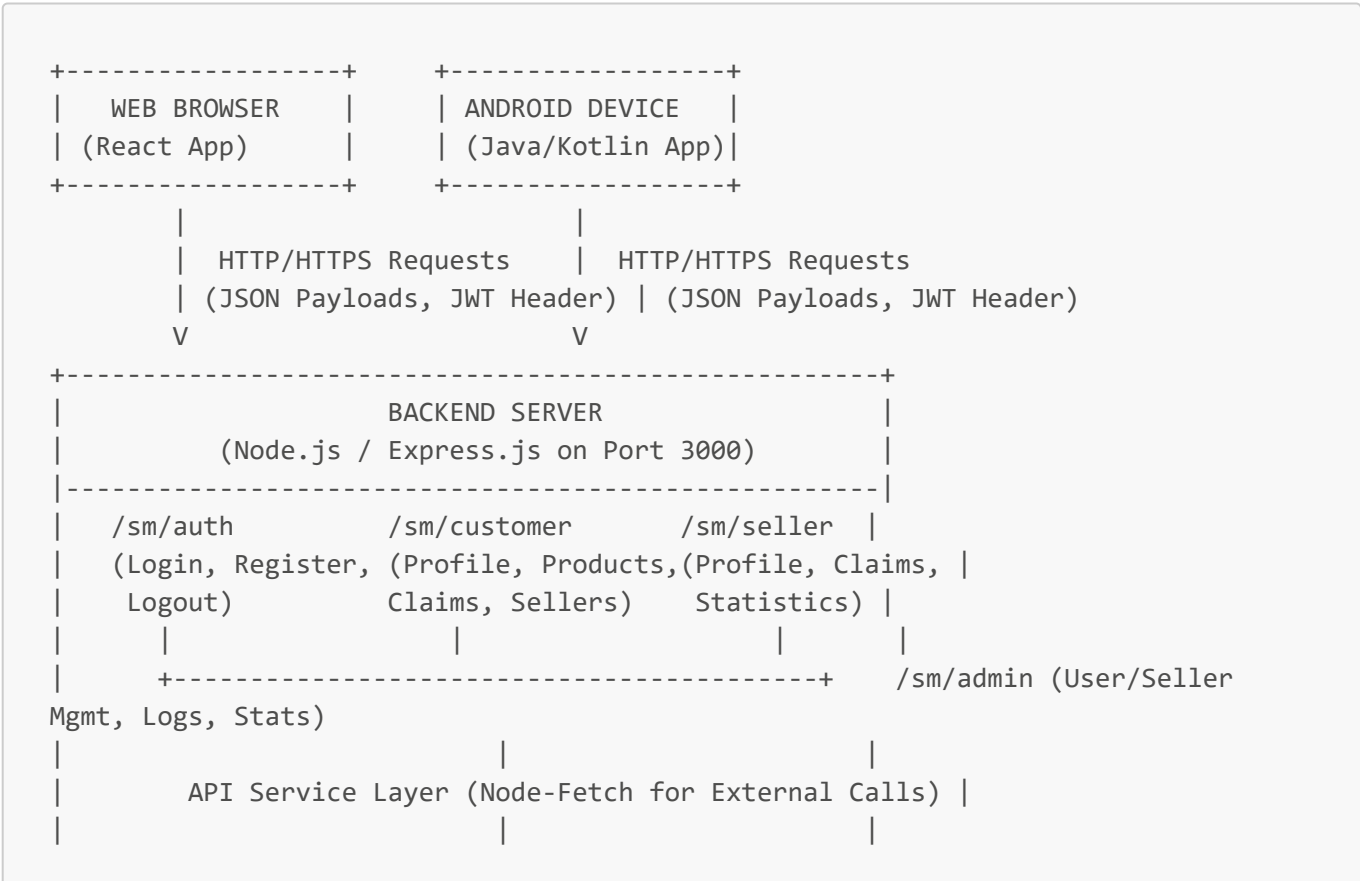 +------------------+     +------------------+
|   WEB BROWSER    |     | ANDROID DEVICE   |
| (React App)      |     | (Java/Kotlin App)|
+------------------+     +------------------+
        |                         |
        |  HTTP/HTTPS Requests    |  HTTP/HTTPS Requests
        | (JSON Payloads, JWT Header) | (JSON Payloads, JWT Header)
        V                         V
+-----------------------------------------------------+
|                     BACKEND SERVER                  |
|          (Node.js / Express.js on Port 3000)        |
|-----------------------------------------------------|
|   /sm/auth          /sm/customer       /sm/seller  |
|   (Login, Register, (Profile, Products,(Profile, Claims, |
|    Logout)          Claims, Sellers)    Statistics) |
|      |                  |                    |       |
|      +------------------------------------------+    /sm/admin (User/Seller
Mgmt, Logs, Stats)
|                            |                       |
|        API Service Layer (Node-Fetch for External Calls) |
|                            |                       |